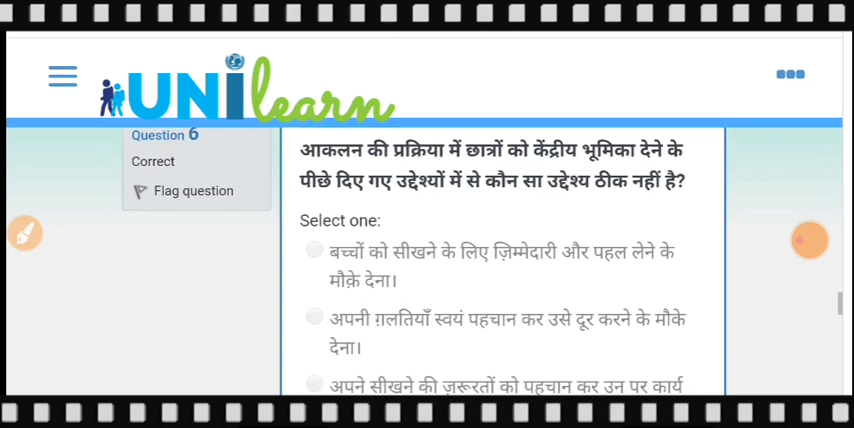 UNilearn
Question 6
Correct
Flag question
आकलन की प्रक्रिया में छात्रों को केंद्रीय भूमिका देने के
पीछे दिए गए उद्देश्यों में से कौन सा उद्देश्य ठीक नहीं है?
Select one:
बच्चों को सीखने के लिए ज़िम्मेदारी और पहल लेने के
मौक़े देना।
अपनी ग़लतियाँ स्वयं पहचान कर उसे दूर करने के मौके
देना।
अपने सीखने की ज़रूरतों को पहचान कर उन पर कार्य